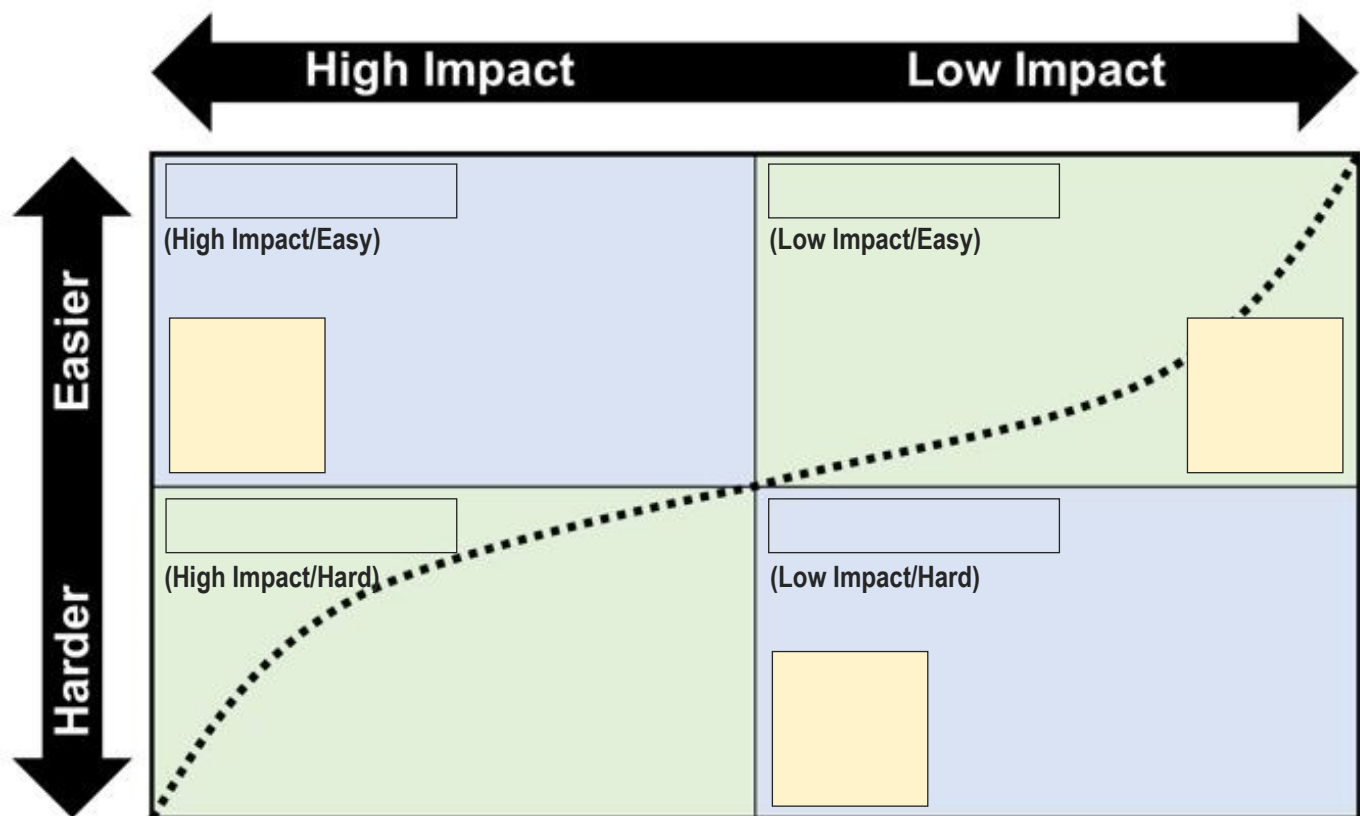 High Impact
Low Impact
Easier
Harder
(High Impact/Easy)
(Low Impact/Easy)
(High Impact/Hard)
(Low Impact/Hard)